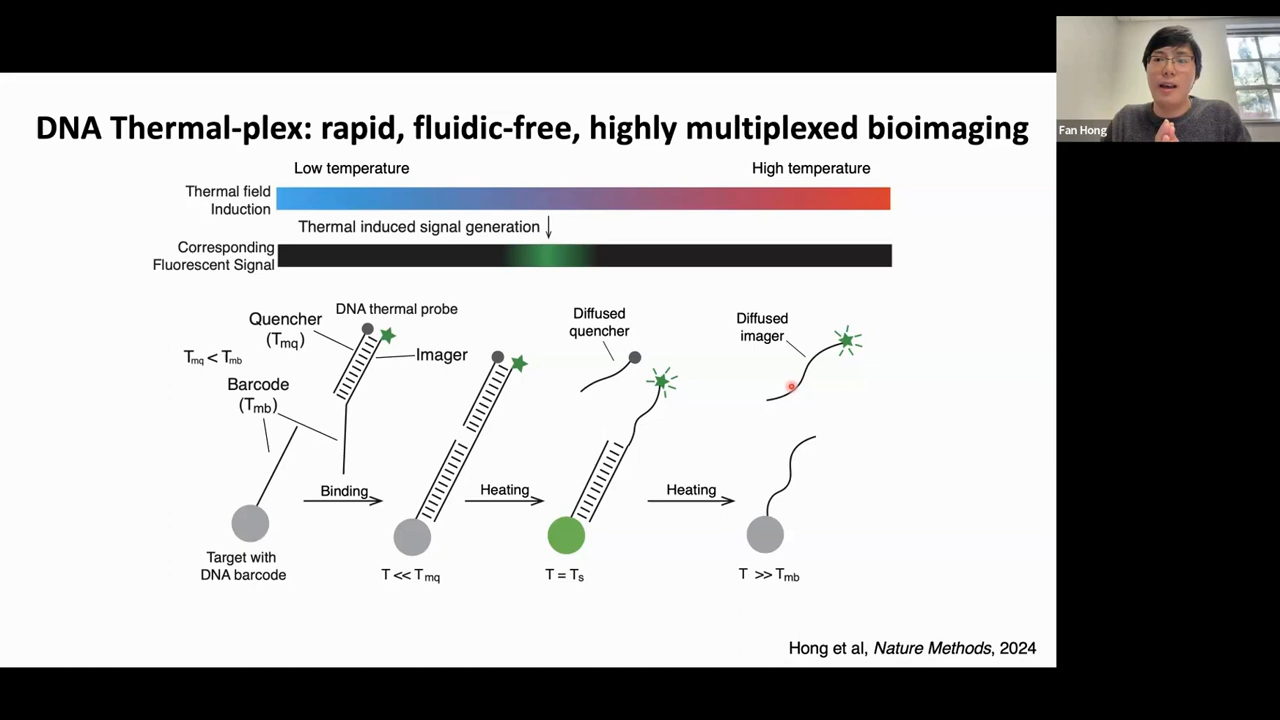 DNA Thermal-plex: rapid, fluidic-free, highly multiplexed bioimaging
Fan Hong
Low temperature
High temperature
Thermal field
Induction
Thermal induced signal generation
Corresponding
Fluorescent Signal
Quencher
(Tmq)
DNA thermal probe
Tmq < Tmb
Imager
Barcode
(Tmb)
Diffused
quencher
Diffused
imager
Binding
Heating
Heating
Target with
DNA barcode
T << Tmq
T = Ts
T >> Tmb
Hong et al, Nature Methods, 2024